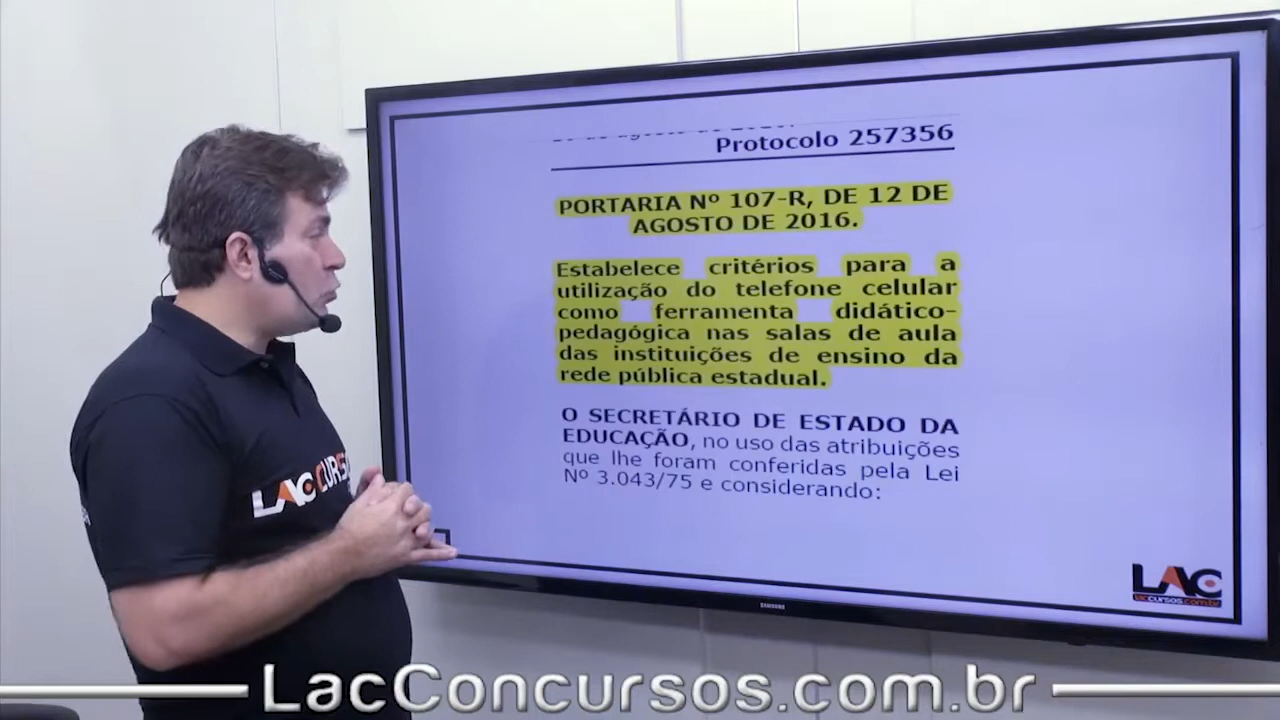 Protocolo 257356
PORTARIA Nº 107-R, DE 12 DE
AGOSTO DE 2016.
Estabelece critérios para a
utilização do telefone celular
como ferramenta didático-
pedagógica nas salas de aula
das instituições de ensino da
rede pública estadual.
O SECRETÁRIO DE ESTADO DA
EDUCAÇÃO, no uso das atribuições
que lhe foram conferidas pela Lei
Nº 3.043/75 e considerando:
LAC CURSO
LAC
laccursos.com.br
SAMSUNG
LacConcursos.com.br